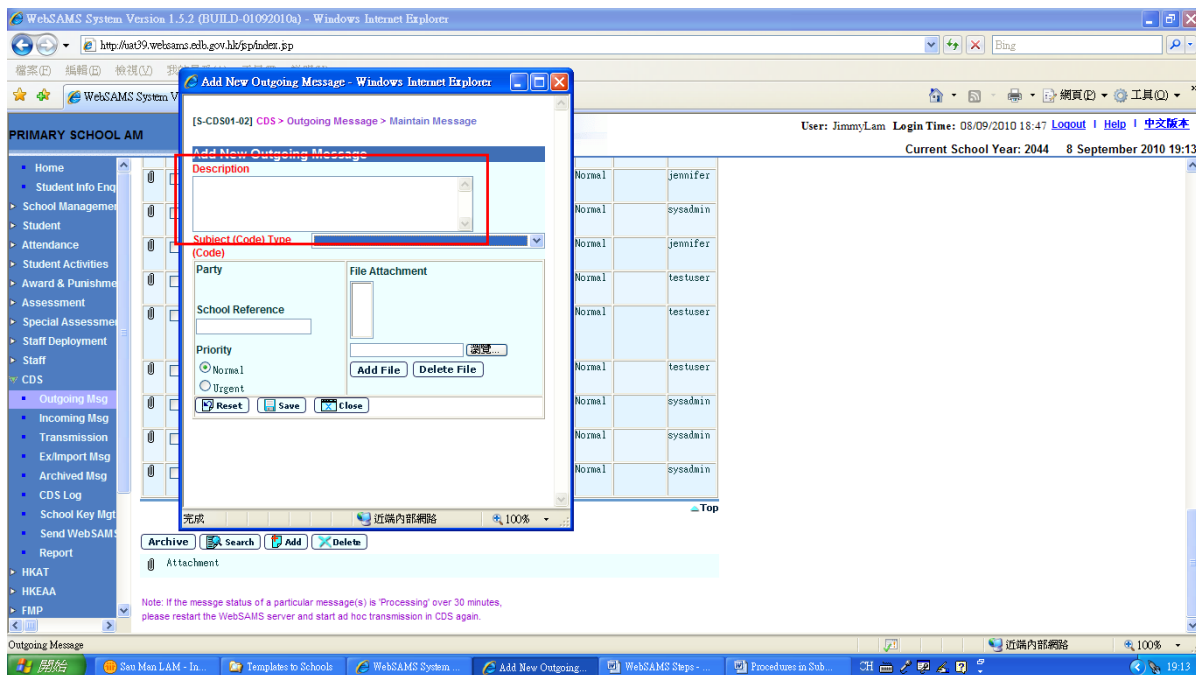 WebSAMS System Version 1.5.2 (BUILD-01092010a) - Windows Internet Explorer
http://uat39.websams.edb.gov.hk/jsp/index.jsp
Bing
檔案(F) 編輯(E) 檢視(V)
WebSAMS System V
網頁(P) 工具(O)
PRIMARY SCHOOL AM
User: JimmyLam Login Time: 08/09/2010 18:47 Logout | Help | 中文版本
Current School Year: 2044 8 September 2010 19:13
Home
Student Info Enq
School Managemen
Student
Attendance
Student Activities
Award & Punishme
Assessment
Special Assessmen
Staff Deployment
Staff
CDS
Outgoing Msg
Incoming Msg
Transmission
Ex/Import Msg
Archived Msg
CDS Log
School Key Mgt
Send WebSAMS
Report
HKAT
HKEAA
FMP
Add New Outgoing Message - Windows Internet Explorer
[S-CDS01-02] CDS > Outgoing Message > Maintain Message
Add New Outgoing Message
Description
Subject (Code) Type
(Code)
Party
File Attachment
School Reference
瀏覽...
Priority
Normal
Urgent
Add File Delete File
Reset Save Close
完成 近端內部網路 100%
Normal jennifer
Normal sysadmin
Normal jennifer
Normal testuser
Normal testuser
Normal testuser
Normal sysadmin
Normal sysadmin
Normal sysadmin
Top
Archive Search Add Delete
Attachment
Note: If the messge status of a particular message(s) is 'Processing' over 30 minutes,
please restart the WebSAMS server and start ad hoc transmission in CDS again.
Outgoing Message 近端內部網路 100%
開始 Sau Man LAM - In... Templates to Schools WebSAMS System ... Add New Outgoing... WebSAMS Steps - ... Procedures in Sub... CH 19:13